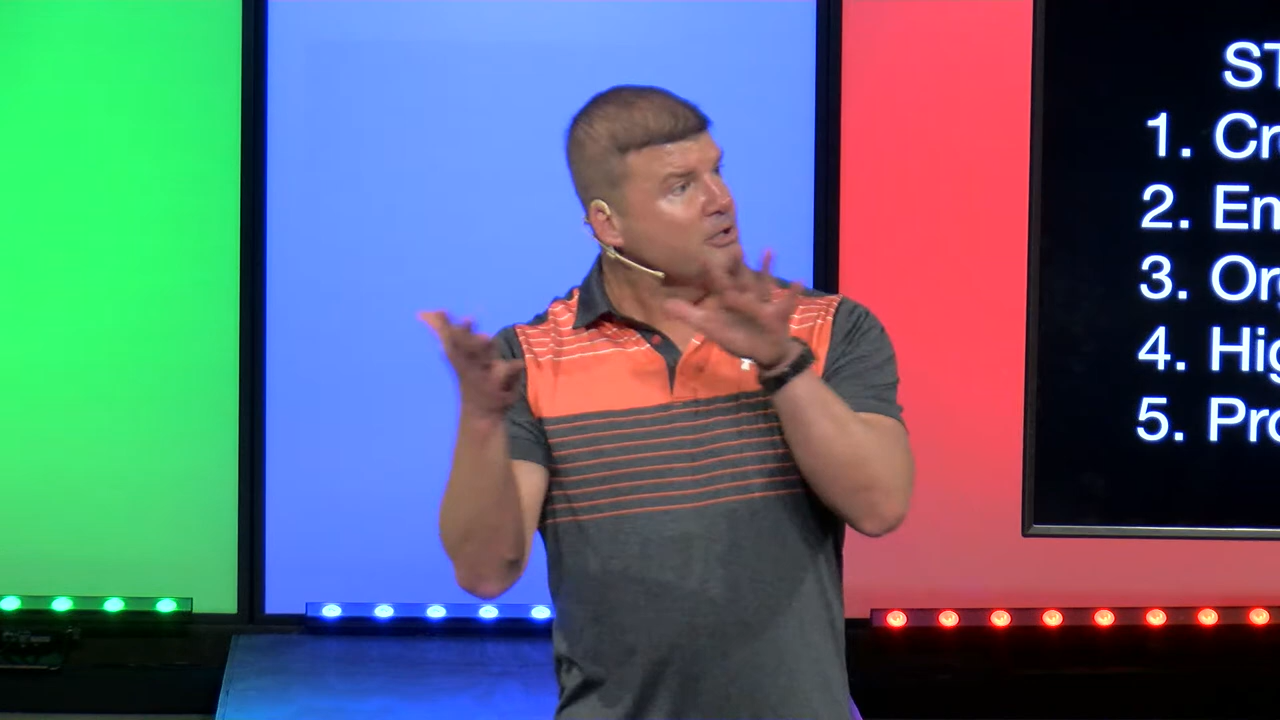 ST
1. Cr
2. En
3. Or
4. Hig
5. Pro